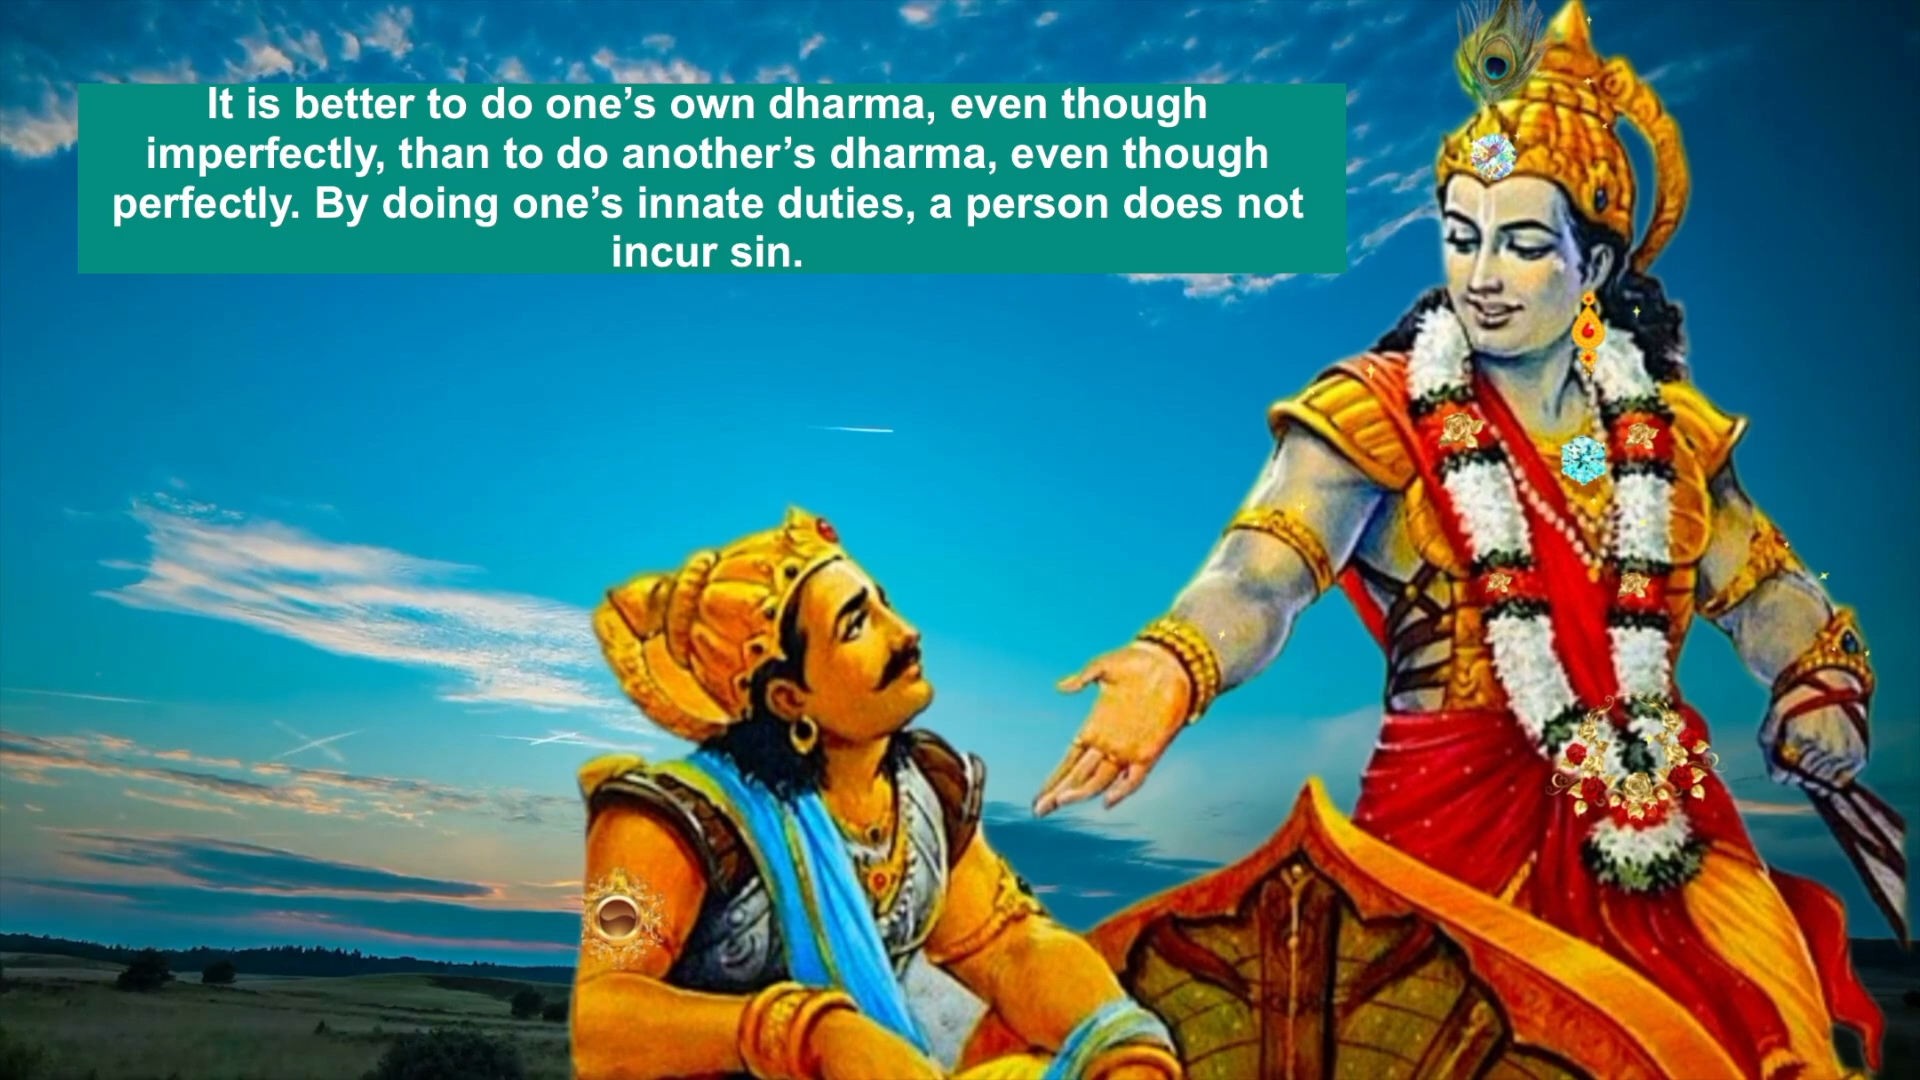 It is better to do one’s own dharma, even though
imperfectly, than to do another’s dharma, even though
perfectly. By doing one’s innate duties, a person does not
incur sin.